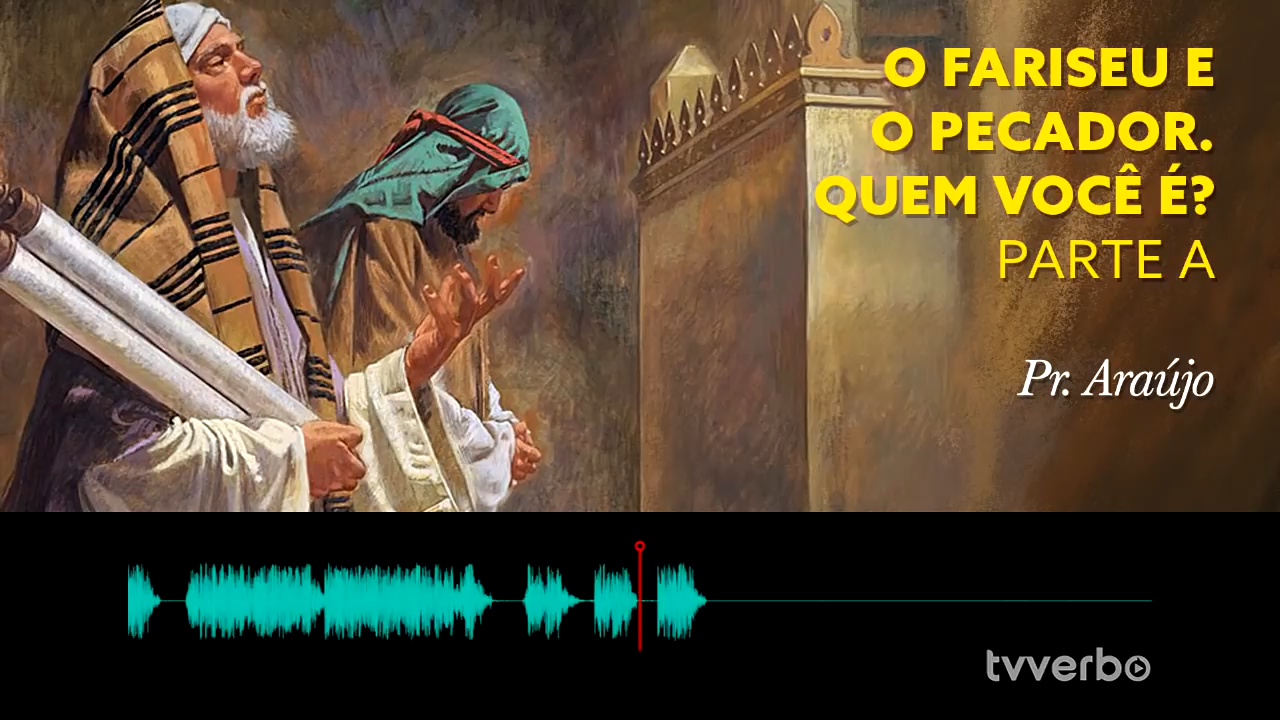 O FARISEU E
O PECADOR.
QUEM VOCÊ É?
PARTE A
Pr. Araújo
tvverbo